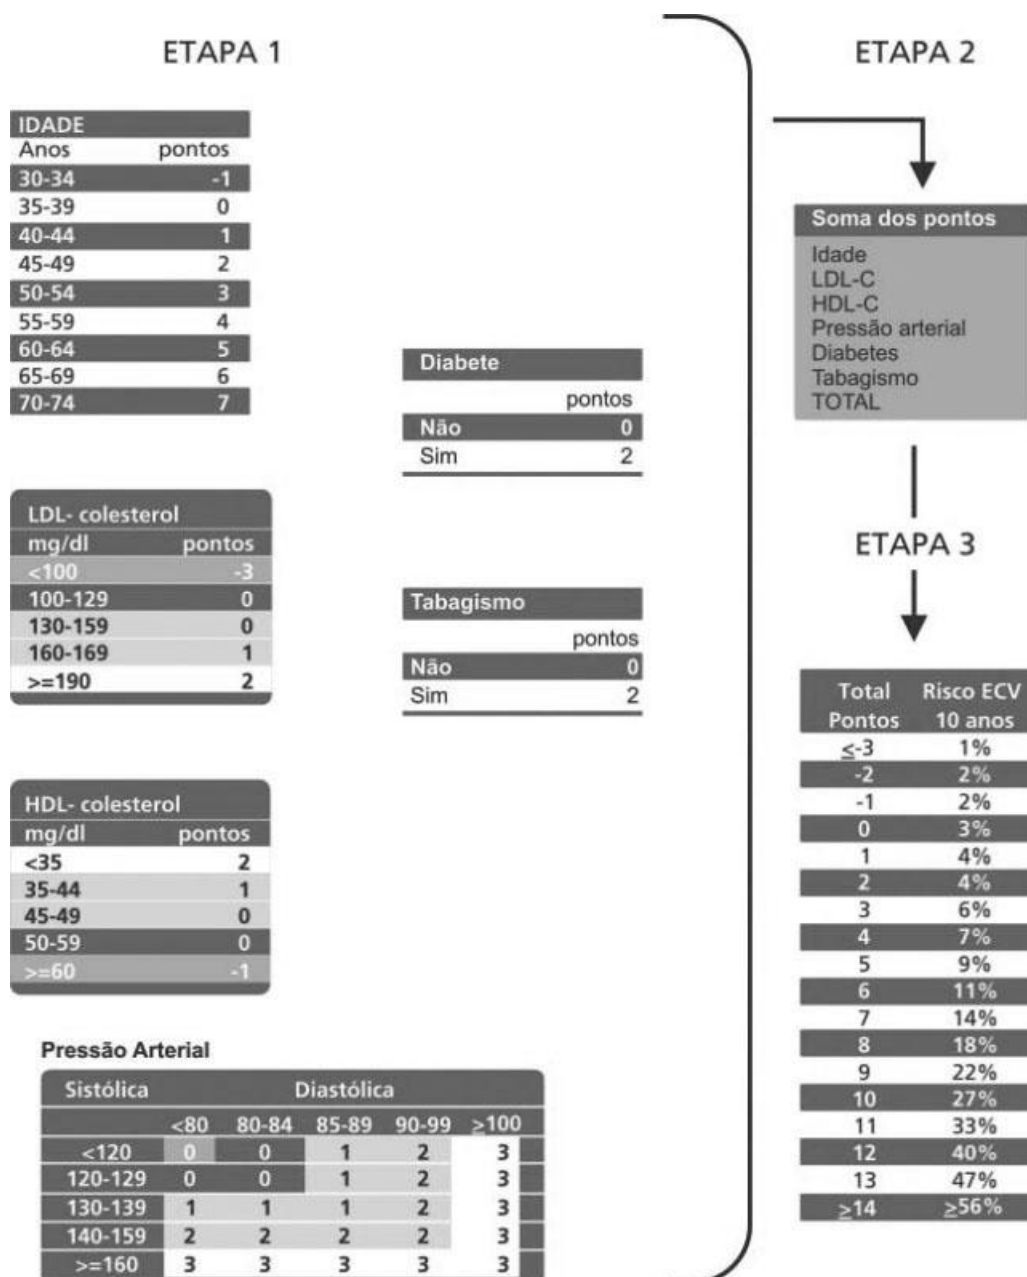 ETAPA 1
IDADE
Anos pontos
30-34 -1
35-39 0
40-44 1
45-49 2
50-54 3
55-59 4
60-64 5
65-69 6
70-74 7
LDL- colesterol
mg/dl pontos
<100 -3
100-129 0
130-159 0
160-169 1
>=190 2
HDL- colesterol
mg/dl pontos
<35 2
35-44 1
45-49 0
50-59 0
>=60 -1
Diabete
pontos
Não 0
Sim 2
Tabagismo
pontos
Não 0
Sim 2
Pressão Arterial
Sistólica Diastólica
<80 80-84 85-89 90-99 ≥100
<120 0 0 1 2 3
120-129 0 0 1 2 3
130-139 1 1 1 2 3
140-159 2 2 2 2 3
>=160 3 3 3 3 3
ETAPA 2
Soma dos pontos
Idade
LDL-C
HDL-C
Pressão arterial
Diabetes
Tabagismo
TOTAL
ETAPA 3
Total Risco ECV
Pontos 10 anos
≤-3 1%
-2 2%
-1 2%
0 3%
1 4%
2 4%
3 6%
4 7%
5 9%
6 11%
7 14%
8 18%
9 22%
10 27%
11 33%
12 40%
13 47%
≥14 ≥56%